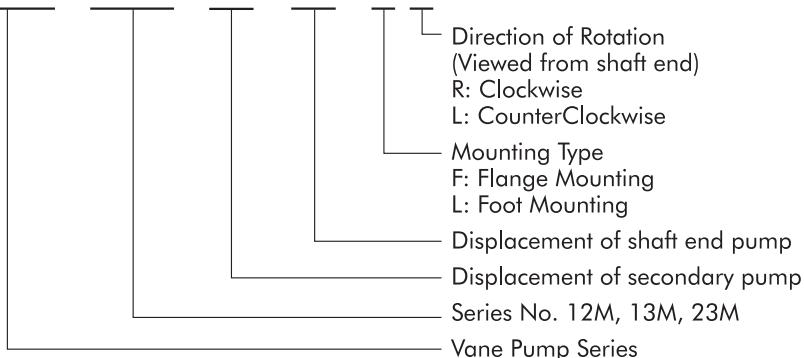 Direction of Rotation
(Viewed from shaft end)
R: Clockwise
L: CounterClockwise
Mounting Type
F: Flange Mounting
L: Foot Mounting
Displacement of shaft end pump
Displacement of secondary pump
Series No. 12M, 13M, 23M
Vane Pump Series